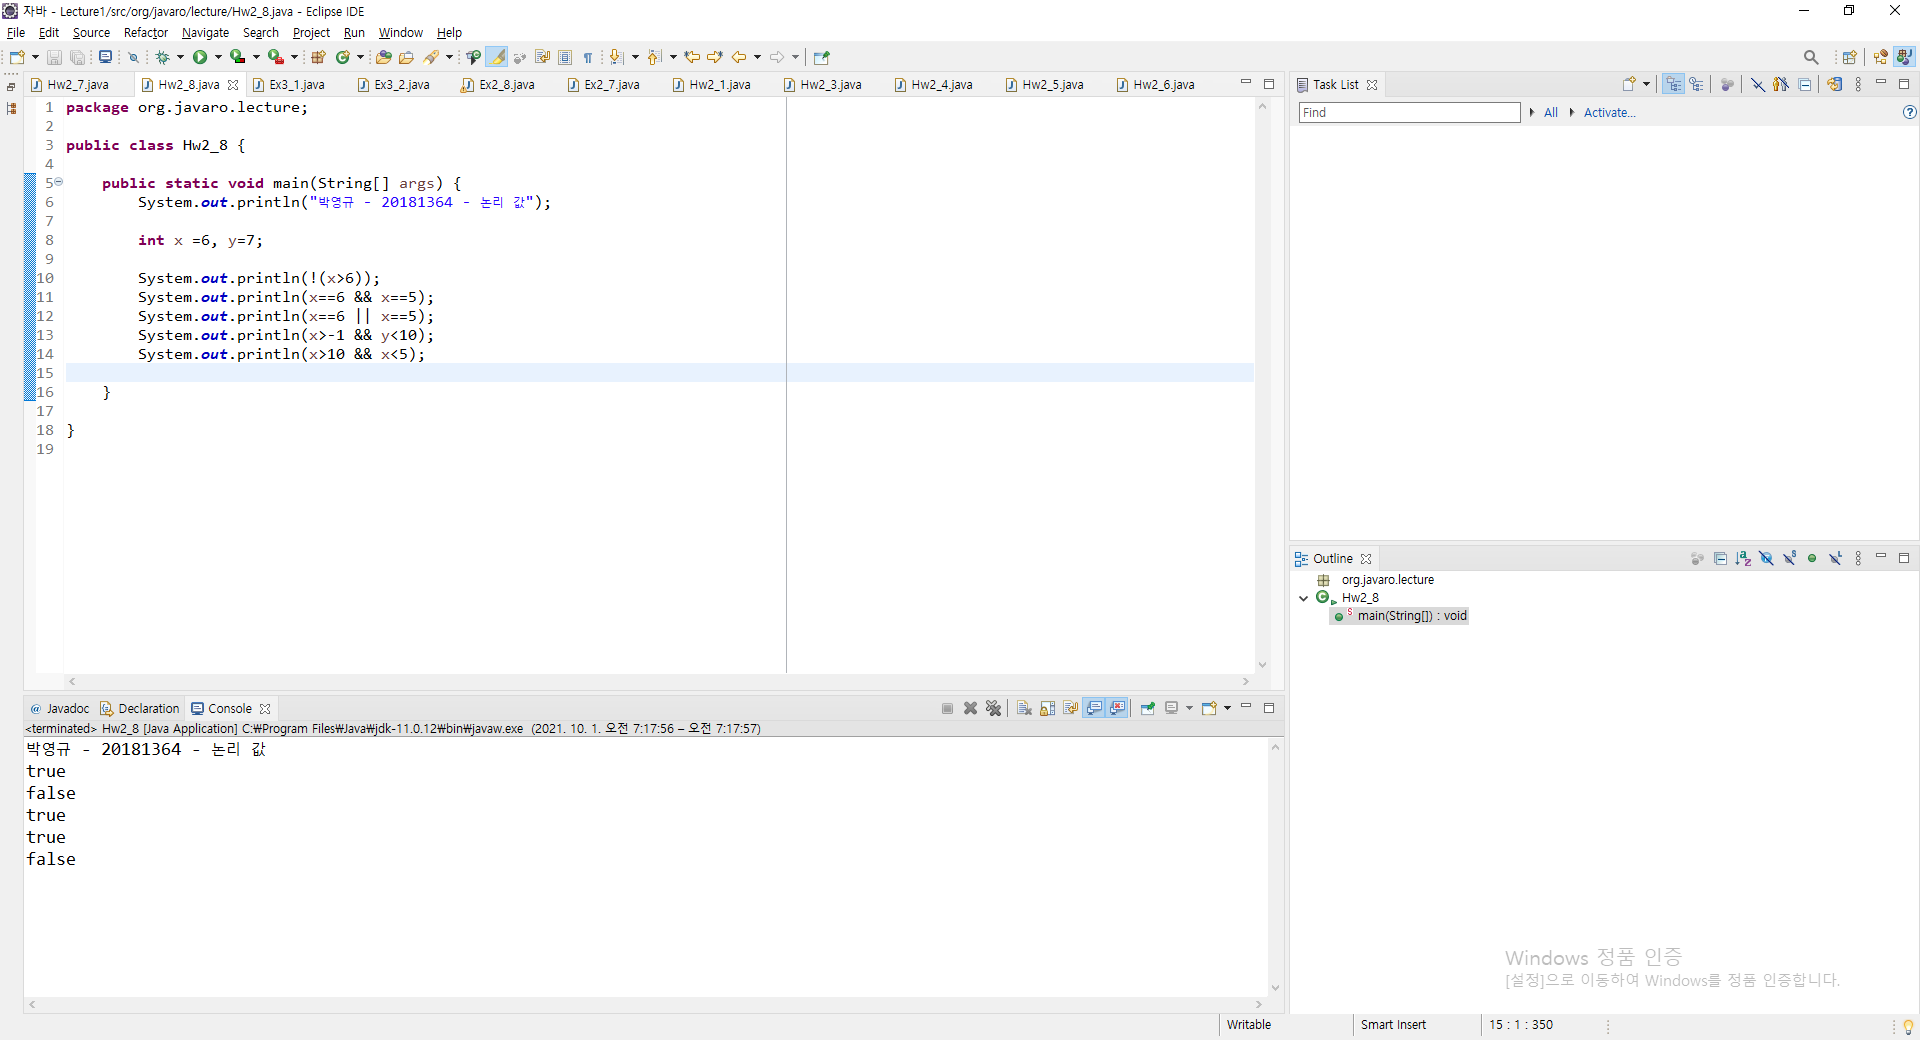 자바 - Lecture1/src/org/javaro/lecture/Hw2_8.java - Eclipse IDE
File Edit Source Refactor Navigate Search Project Run Window Help
Hw2_7.java Hw2_8.java Ex3_1.java Ex3_2.java Ex2_8.java Ex2_7.java Hw2_1.java Hw2_3.java Hw2_4.java Hw2_5.java Hw2_6.java
1 package org.javaro.lecture;
2
3 public class Hw2_8 {
4
5 public static void main(String[] args) {
6 System.out.println("박영규 - 20181364 - 논리 값");
7
8 int x =6, y=7;
9
10 System.out.println(!(x>6));
11 System.out.println(x==6 && x==5);
12 System.out.println(x==6 || x==5);
13 System.out.println(x>-1 && y<10);
14 System.out.println(x>10 && x<5);
15
16 }
17
18 }
19
Task List
Find All Activate...
Outline
org.javaro.lecture
Hw2_8
main(String[]) : void
Javadoc Declaration Console
<terminated> Hw2_8 [Java Application] C:₩Program Files₩Java₩jdk-11.0.12₩bin₩javaw.exe (2021. 10. 1. 오전 7:17:56 – 오전 7:17:57)
박영규 - 20181364 - 논리 값
true
false
true
true
false
Windows 정품 인증
[설정]으로 이동하여 Windows를 정품 인증합니다.
Writable Smart Insert 15 : 1 : 350